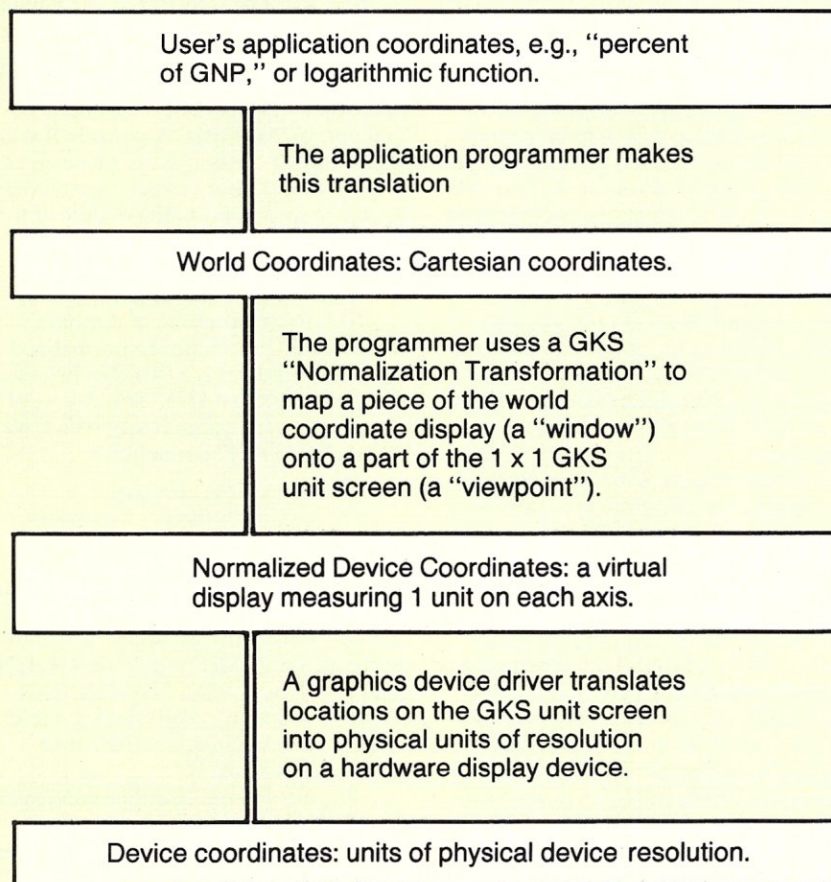 User's application coordinates, e.g., “percent
of GNP,” or logarithmic function.
The application programmer makes
this translation
World Coordinates: Cartesian coordinates.
The programmer uses a GKS
“Normalization Transformation” to
map a piece of the world
coordinate display (a “window”)
onto a part of the 1 x 1 GKS
unit screen (a “viewpoint”).
Normalized Device Coordinates: a virtual
display measuring 1 unit on each axis.
A graphics device driver translates
locations on the GKS unit screen
into physical units of resolution
on a hardware display device.
Device coordinates: units of physical device resolution.